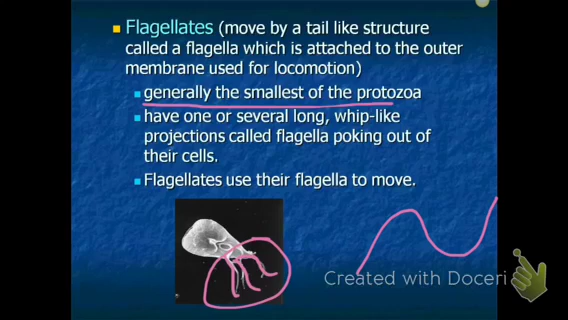 Flagellates (move by a tail like structure
called a flagella which is attached to the outer
membrane used for locomotion)
generally the smallest of the protozoa
have one or several long, whip-like
projections called flagella poking out of
their cells.
Flagellates use their flagella to move.
Created with Doceri